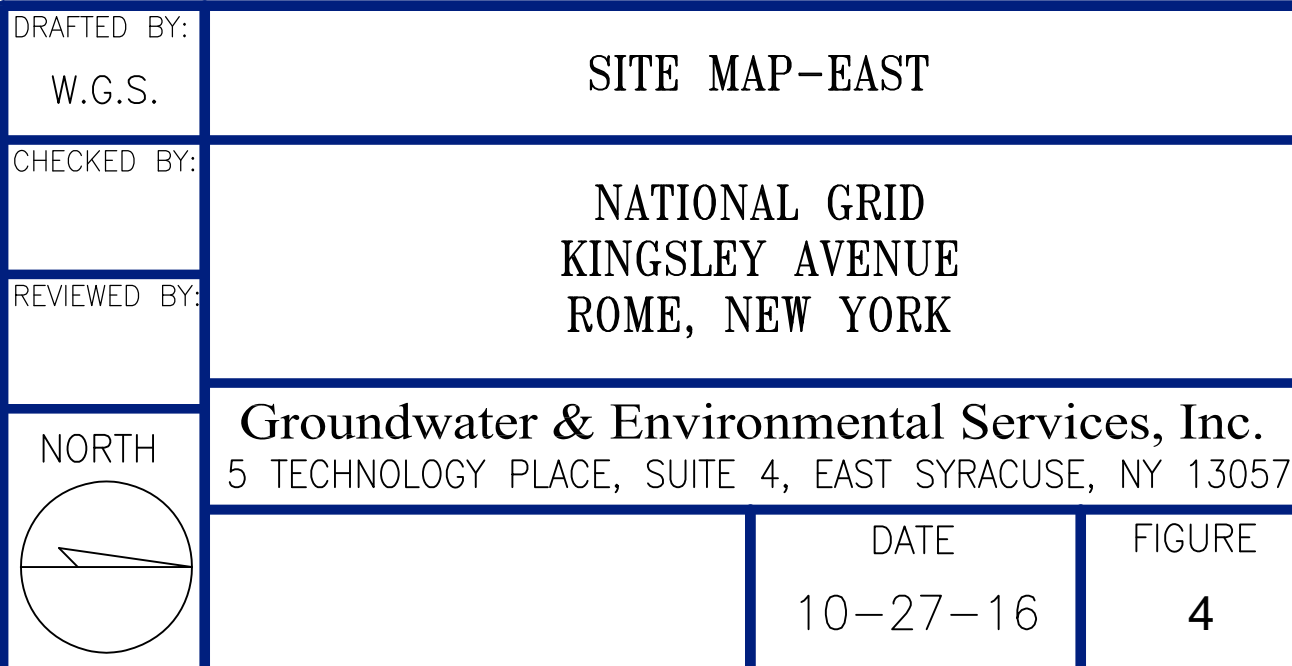 DRAFTED BY:
W.G.S.
SITE MAP-EAST
CHECKED BY:
NATIONAL GRID
KINGSLEY AVENUE
ROME, NEW YORK
REVIEWED BY:
Groundwater & Environmental Services, Inc.
5 TECHNOLOGY PLACE, SUITE 4, EAST SYRACUSE, NY 13057
NORTH
DATE
10-27-16
FIGURE
4